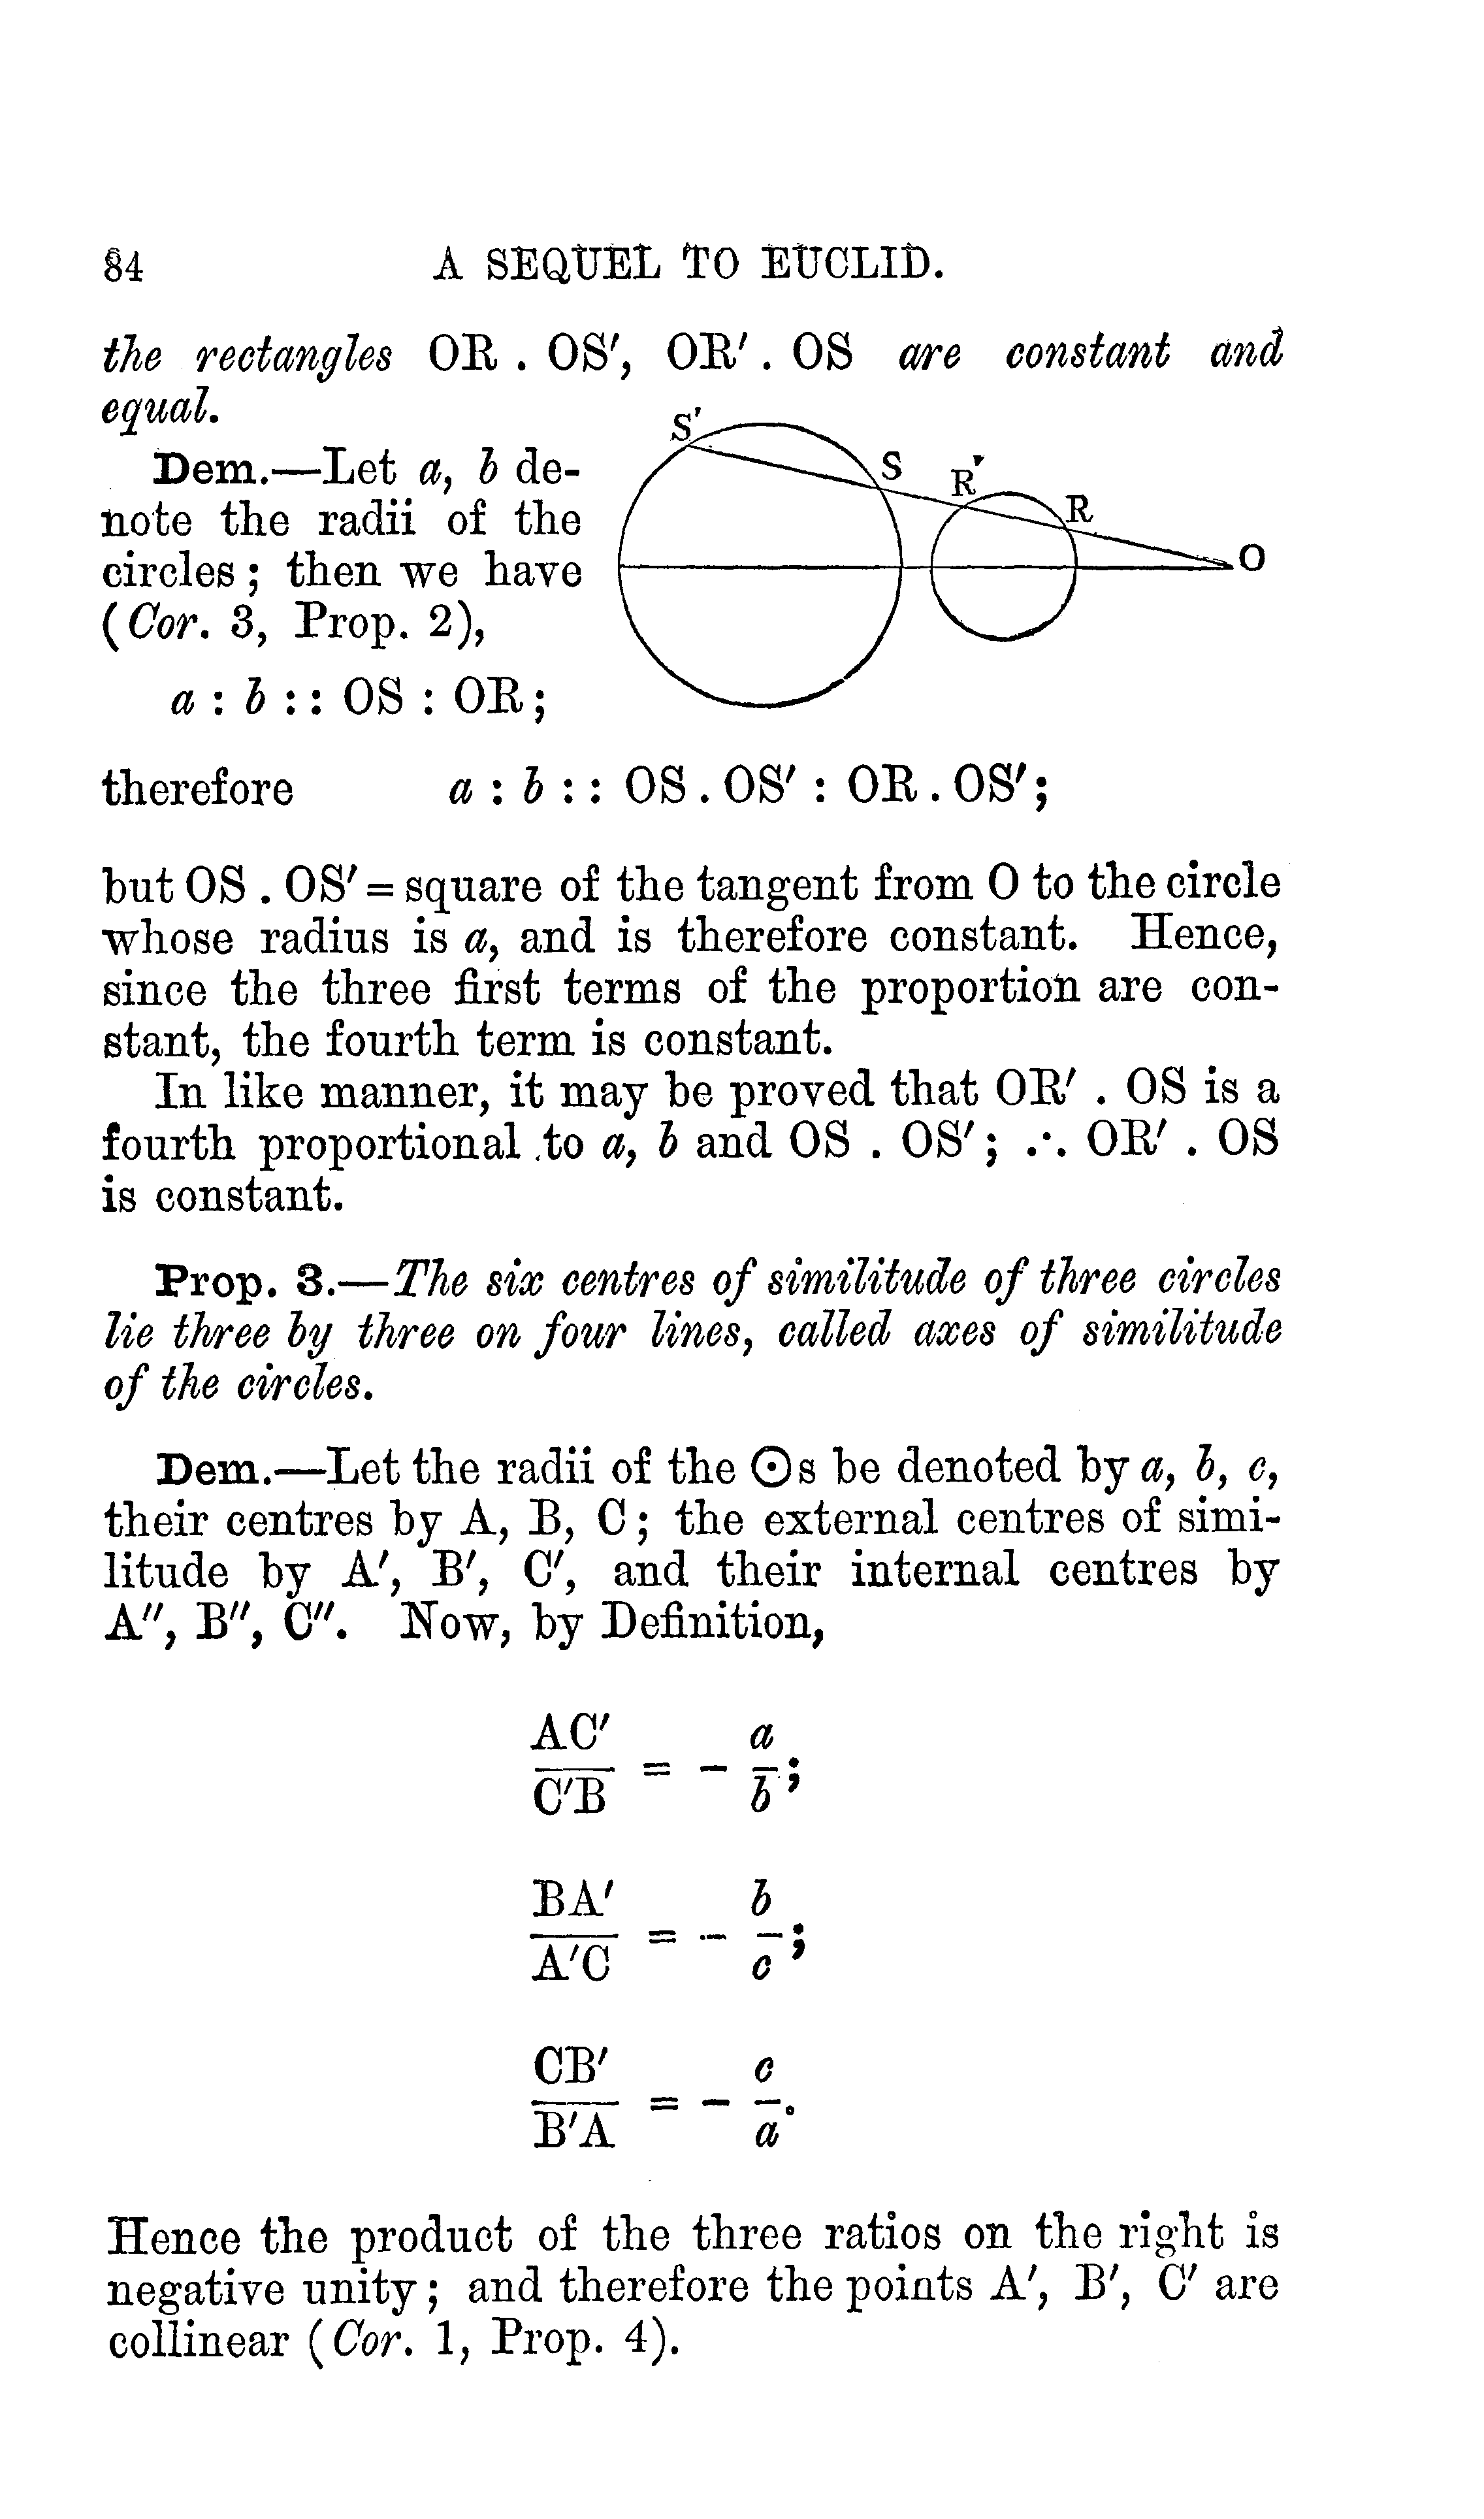 84 A SEQUEL TO EUCLID.
the rectangles OR . OS′, OR′ . OS are constant and
equal.
Dem.—Let a, b de-
note the radii of the
circles ; then we have
(Cor. 3, Prop. 2),
a : b :: OS : OR ;
S′
S
R′
R
O
therefore a : b :: OS . OS′ : OR . OS′ ;
but OS . OS′ = square of the tangent from O to the circle
whose radius is a, and is therefore constant. Hence,
since the three first terms of the proportion are con-
stant, the fourth term is constant.
In like manner, it may be proved that OR′ . OS is a
fourth proportional to a, b and OS . OS′ ; ∴ OR′ . OS
is constant.
Prop. 3.—The six centres of similitude of three circles
lie three by three on four lines, called axes of similitude
of the circles.
Dem.—Let the radii of the ⊙s be denoted by a, b, c,
their centres by A, B, C ; the external centres of simi-
litude by A′, B′, C′, and their internal centres by
A″, B″, C″. Now, by Definition,
AC′/C′B = - a/b ;
BA′/A′C = - b/c ;
CB′/B′A = - c/a .
Hence the product of the three ratios on the right is
negative unity ; and therefore the points A′, B′, C′ are
collinear (Cor. 1, Prop. 4).